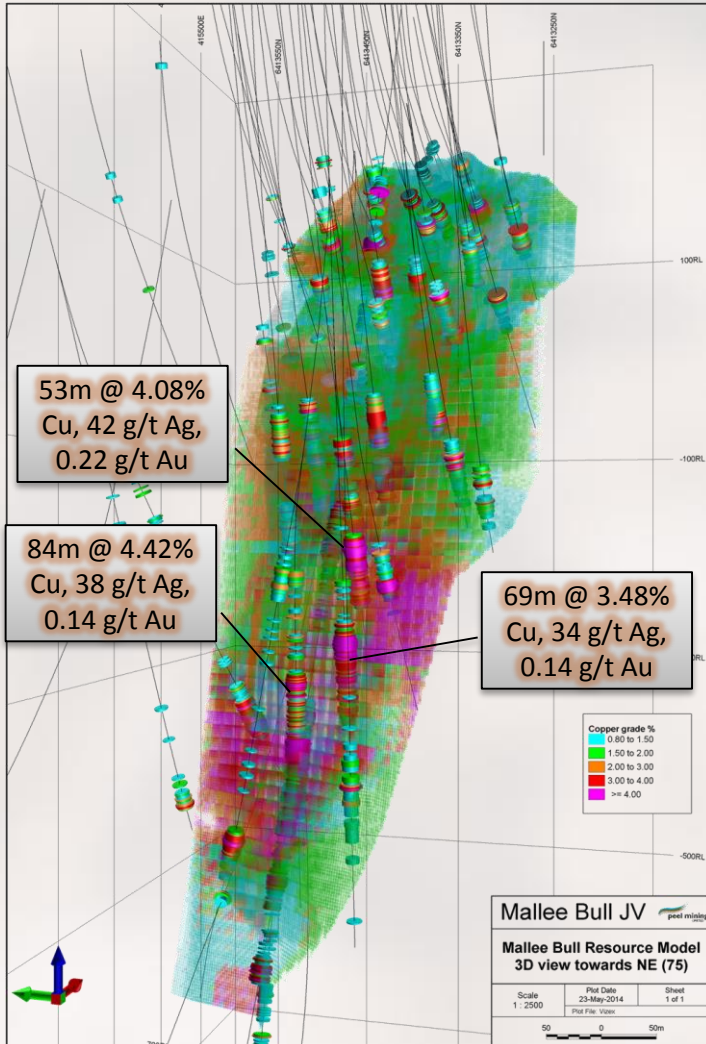 415500E
6413550N
6413450N
6413350N
6413250N
100RL
53m @ 4.08%
Cu, 42 g/t Ag,
0.22 g/t Au
-100RL
84m @ 4.42%
Cu, 38 g/t Ag,
0.14 g/t Au
69m @ 3.48%
Cu, 34 g/t Ag,
0.14 g/t Au
Copper grade %
0.80 to 1.50
1.50 to 2.00
2.00 to 3.00
3.00 to 4.00
>= 4.00
-500RL
Mallee Bull JV
peel mining
Mallee Bull Resource Model
3D view towards NE (75)
Scale
1 : 2500
Plot Date
23-May-2014
Sheet
1 of 1
Plot File: Vizex
50 0 50m